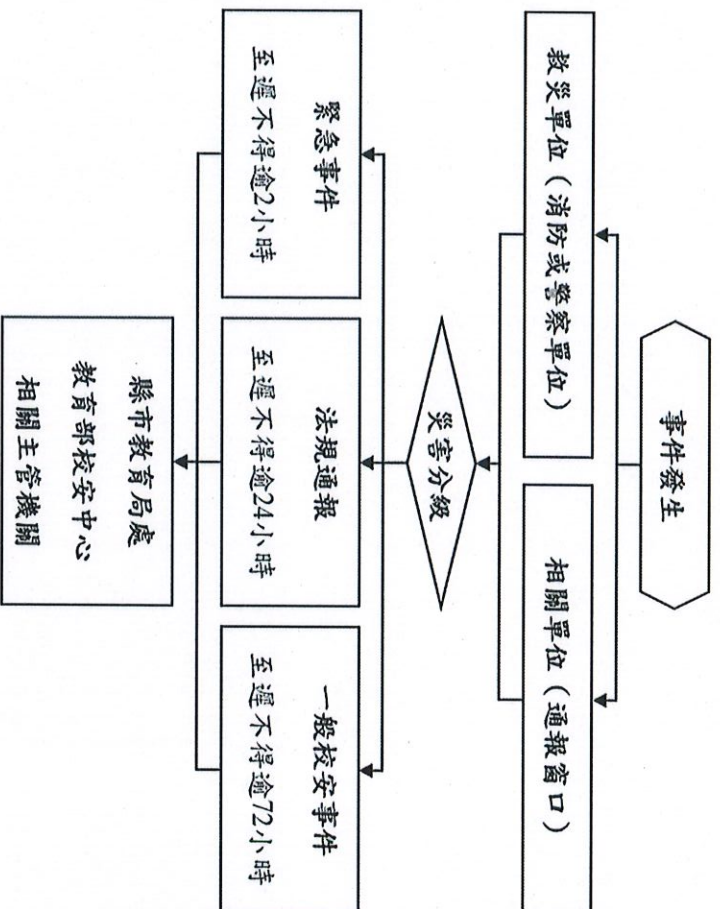 事件發生
救災單位（消防或警察單位）
相關單位（通報窗口）
災害分級
緊急事件
至遲不得逾2小時
法規通報
至遲不得逾24小時
一般校安事件
至遲不得逾72小時
縣市教育局處
教育部校安中心
相關主管機關